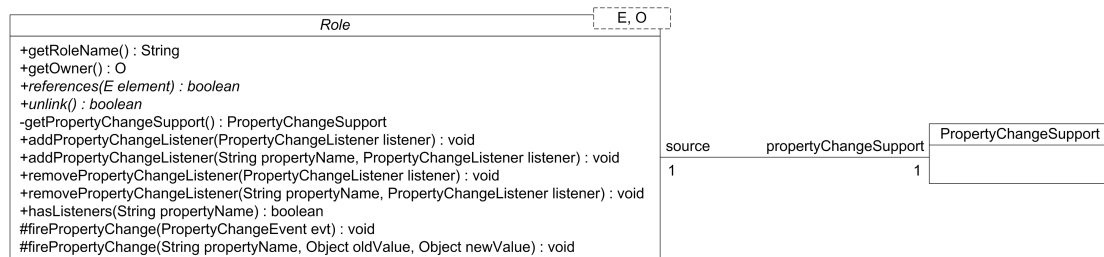 E, O
Role
+getRoleName() : String
+getOwner() : O
+references(E element) : boolean
+unlink() : boolean
-getPropertyChangeSupport() : PropertyChangeSupport
+addPropertyChangeListener(PropertyChangeListener listener) : void
+addPropertyChangeListener(String propertyName, PropertyChangeListener listener) : void
+removePropertyChangeListener(PropertyChangeListener listener) : void
+removePropertyChangeListener(String propertyName, PropertyChangeListener listener) : void
+hasListeners(String propertyName) : boolean
#firePropertyChange(PropertyChangeEvent evt) : void
#firePropertyChange(String propertyName, Object oldValue, Object newValue) : void
source propertyChangeSupport
1 1
PropertyChangeSupport